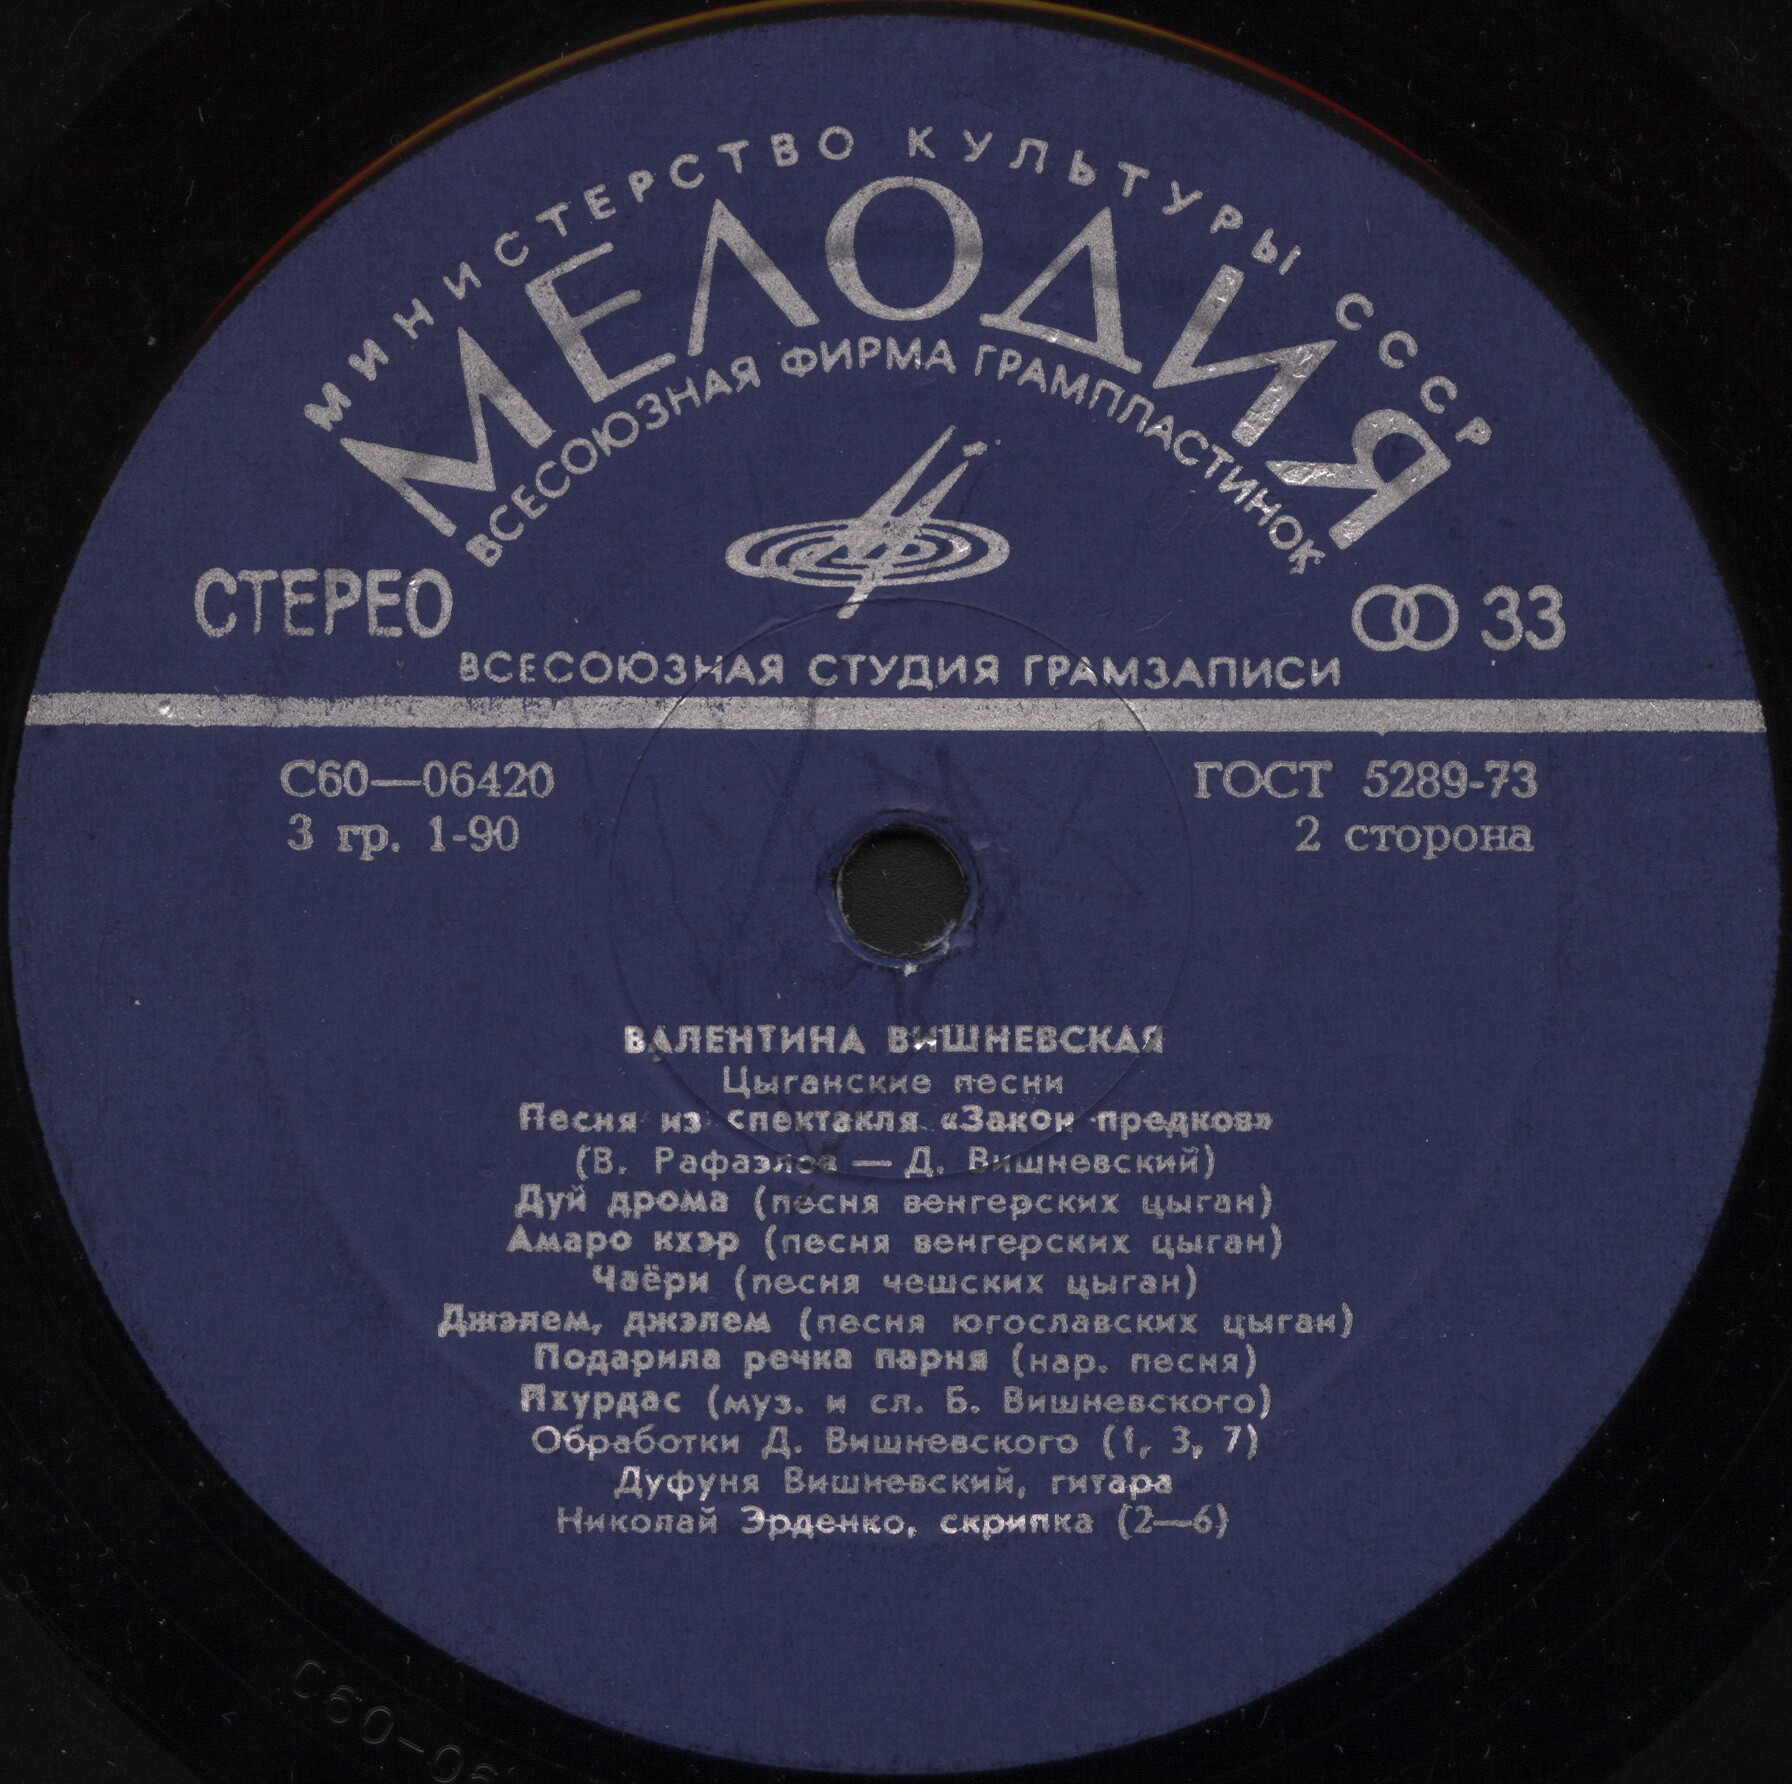 МИНИСТЕРСТВО КУЛЬТУРЫ СССР
МЕЛОДИЯ
ВСЕСОЮЗНАЯ ФИРМА ГРАМПЛАСТИНОК
СТЕРЕО
33
ВСЕСОЮЗНАЯ СТУДИЯ ГРАМЗАПИСИ
С60—06420 ГОСТ 5289-73
3 гр. 1-90 2 сторона
ВАЛЕНТИНА ВИШНЕВСКАЯ
Цыганские песни
Песня из спектакля «Закон предков»
(В. Рафаэлов — Д. Вишневский)
Дуй дрома (песня венгерских цыган)
Амаро кхэр (песня венгерских цыган)
Чаёри (песня чешских цыган)
Джэлем, джэлем (песня югославских цыган)
Подарила речка парня (нар. песня)
Пхурдас (муз. и сл. Б. Вишневского)
Обработки Д. Вишневского (1, 3, 7)
Дуфуня Вишневский, гитара
Николай Эрденко, скрипка (2—6)